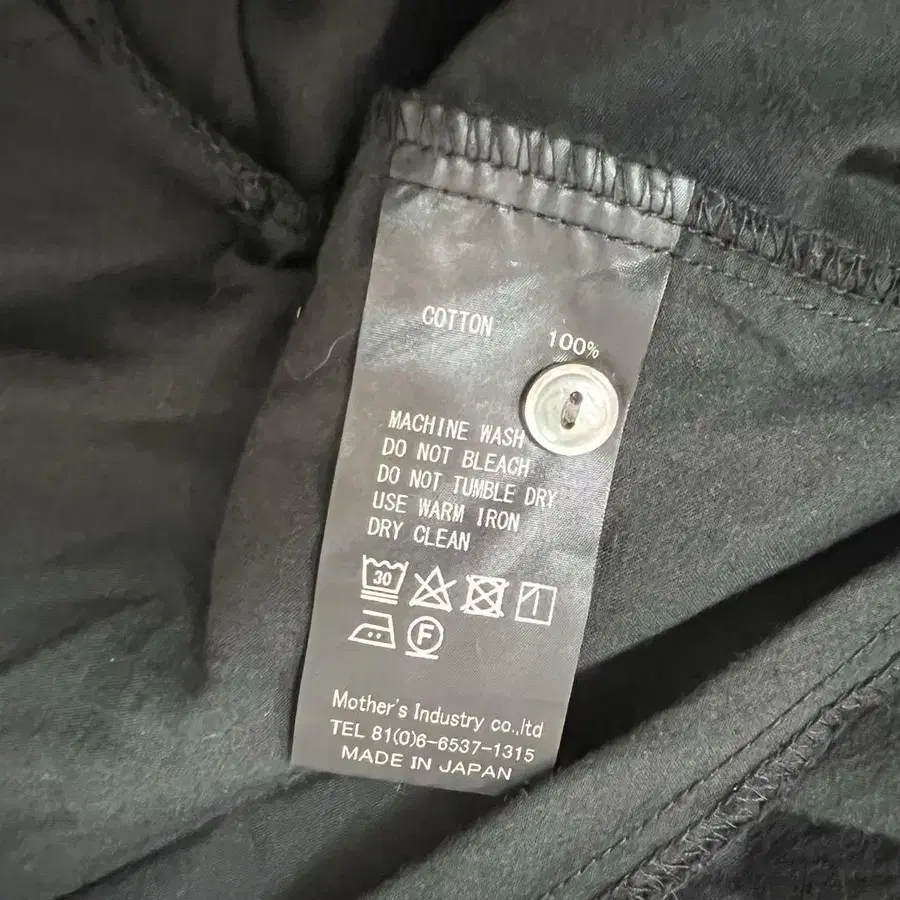 COTTON
100%
MACHINE WASH
DO NOT BLEACH
DO NOT TUMBLE DRY
USE WARM IRON
DRY CLEAN
30
F
Mother's Industry co.,ltd
TEL 81(0)6-6537-1315
MADE IN JAPAN